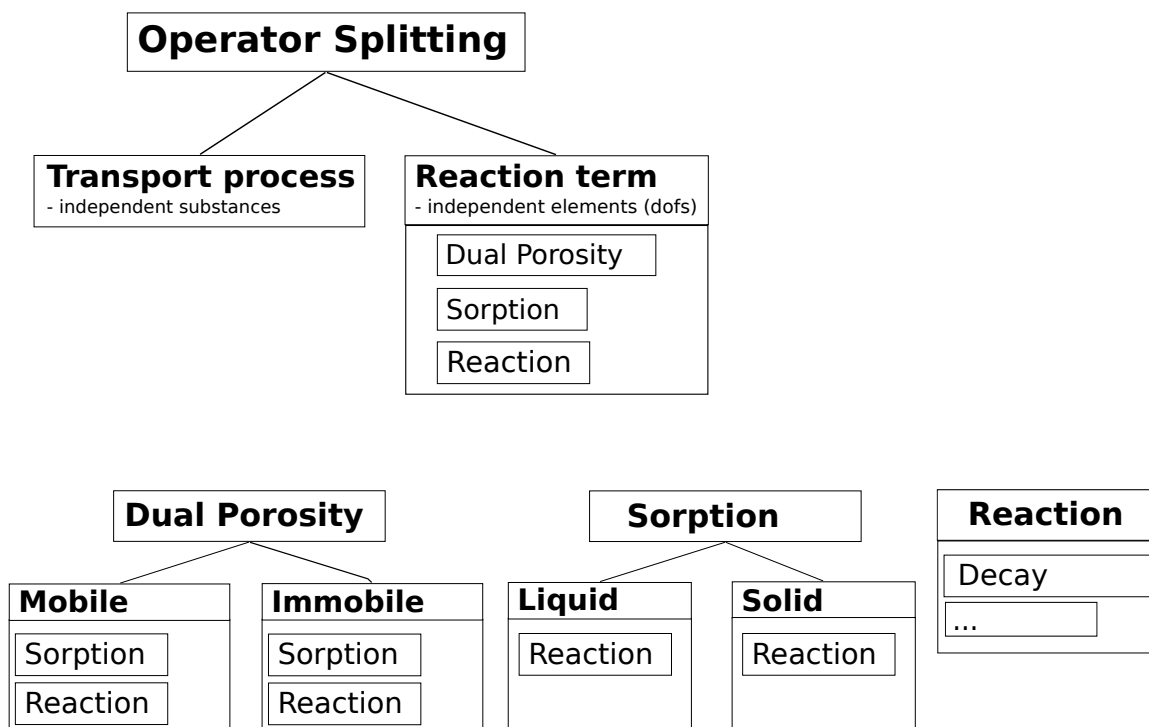 Operator Splitting
Transport process
- independent substances
Reaction term
- independent elements (dofs)
Dual Porosity
Sorption
Reaction
Dual Porosity
Mobile
Sorption
Reaction
Immobile
Sorption
Reaction
Sorption
Liquid
Reaction
Solid
Reaction
Reaction
Decay
...